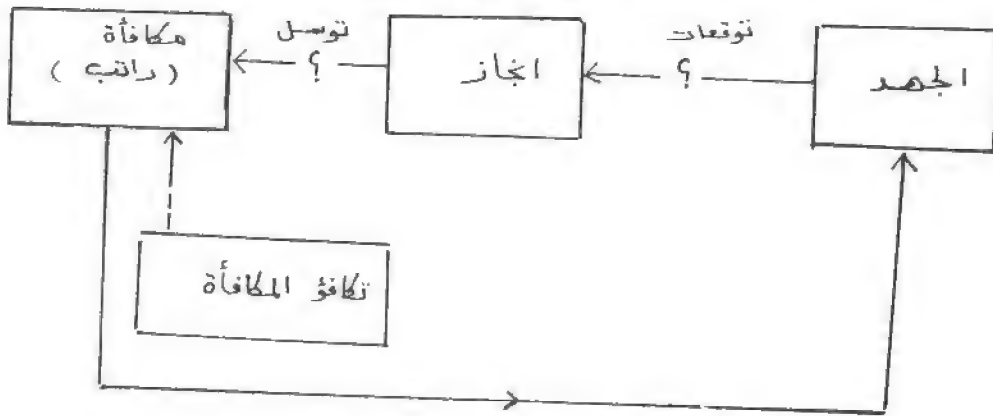 الجهد
توقعات
؟
انجاز
توسل
؟
مكافأة
(راتب)
تكافؤ المكافأة